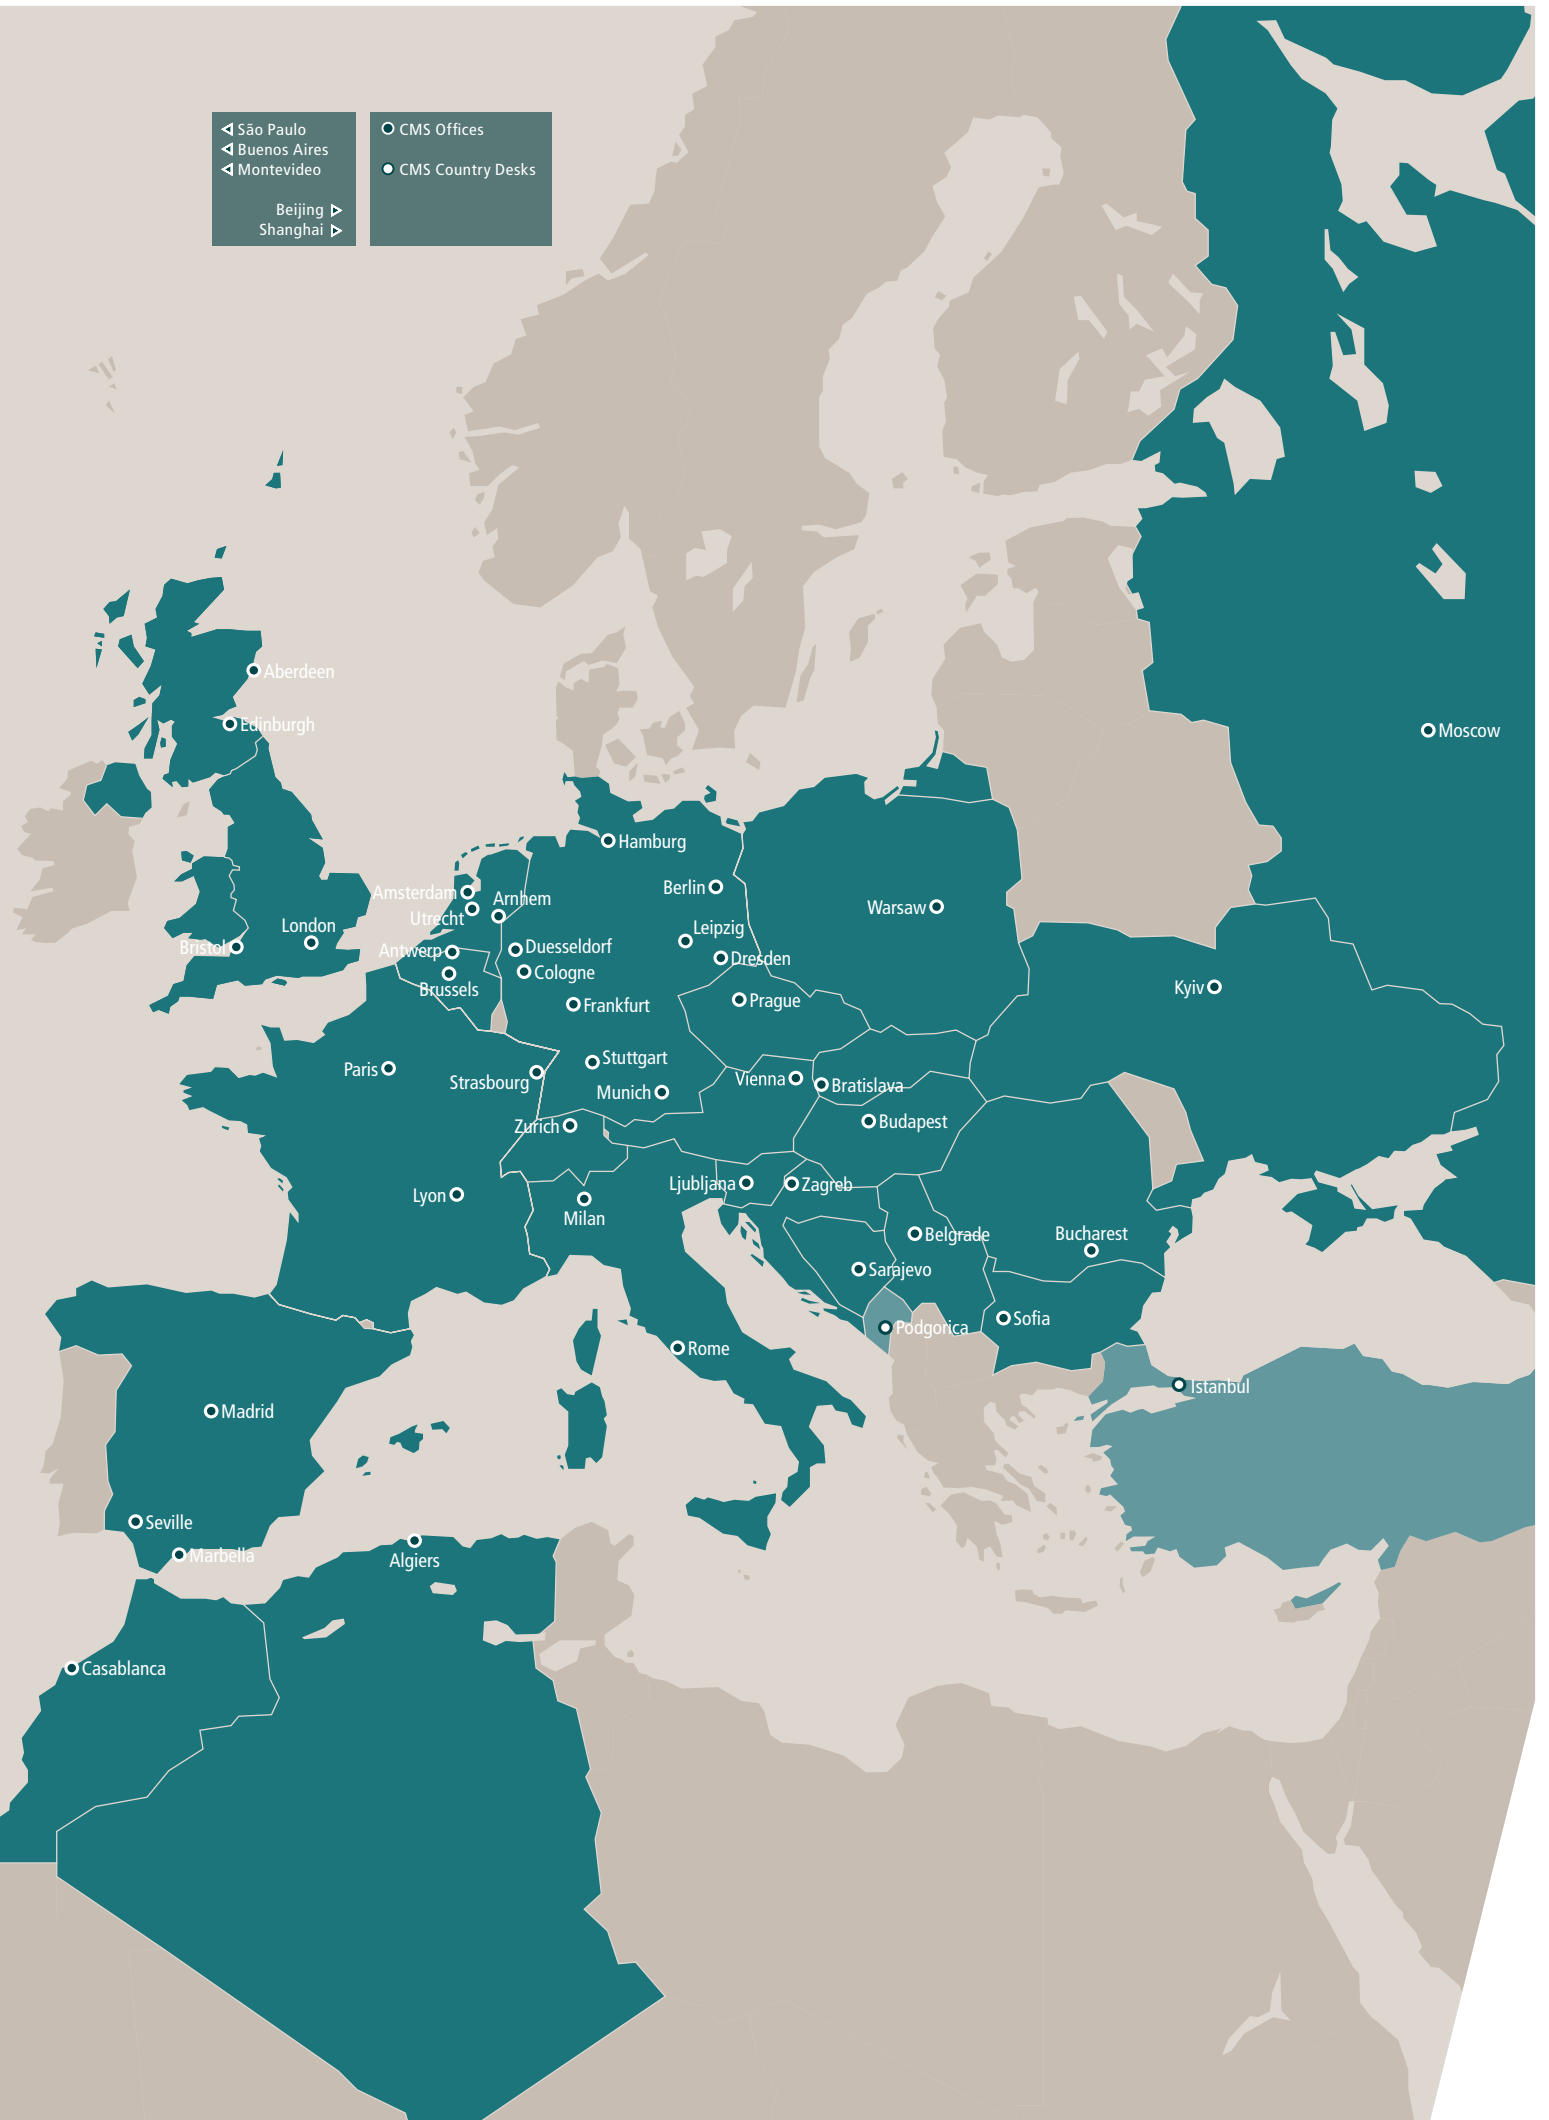 São Paulo
Buenos Aires
Montevideo
Beijing
Shanghai
CMS Offices
CMS Country Desks
Aberdeen
Edinburgh
Moscow
Hamburg
Berlin
Amsterdam
Arnhem
Utrecht
Warsaw
London
Bristol
Leipzig
Antwerp
Duesseldorf
Dresden
Cologne
Brussels
Kyiv
Prague
Frankfurt
Stuttgart
Paris
Strasbourg
Vienna
Bratislava
Munich
Budapest
Zurich
Ljubljana
Zagreb
Lyon
Milan
Belgrade
Bucharest
Sarajevo
Sofia
Podgorica
Rome
Istanbul
Madrid
Seville
Marbella
Algiers
Casablanca